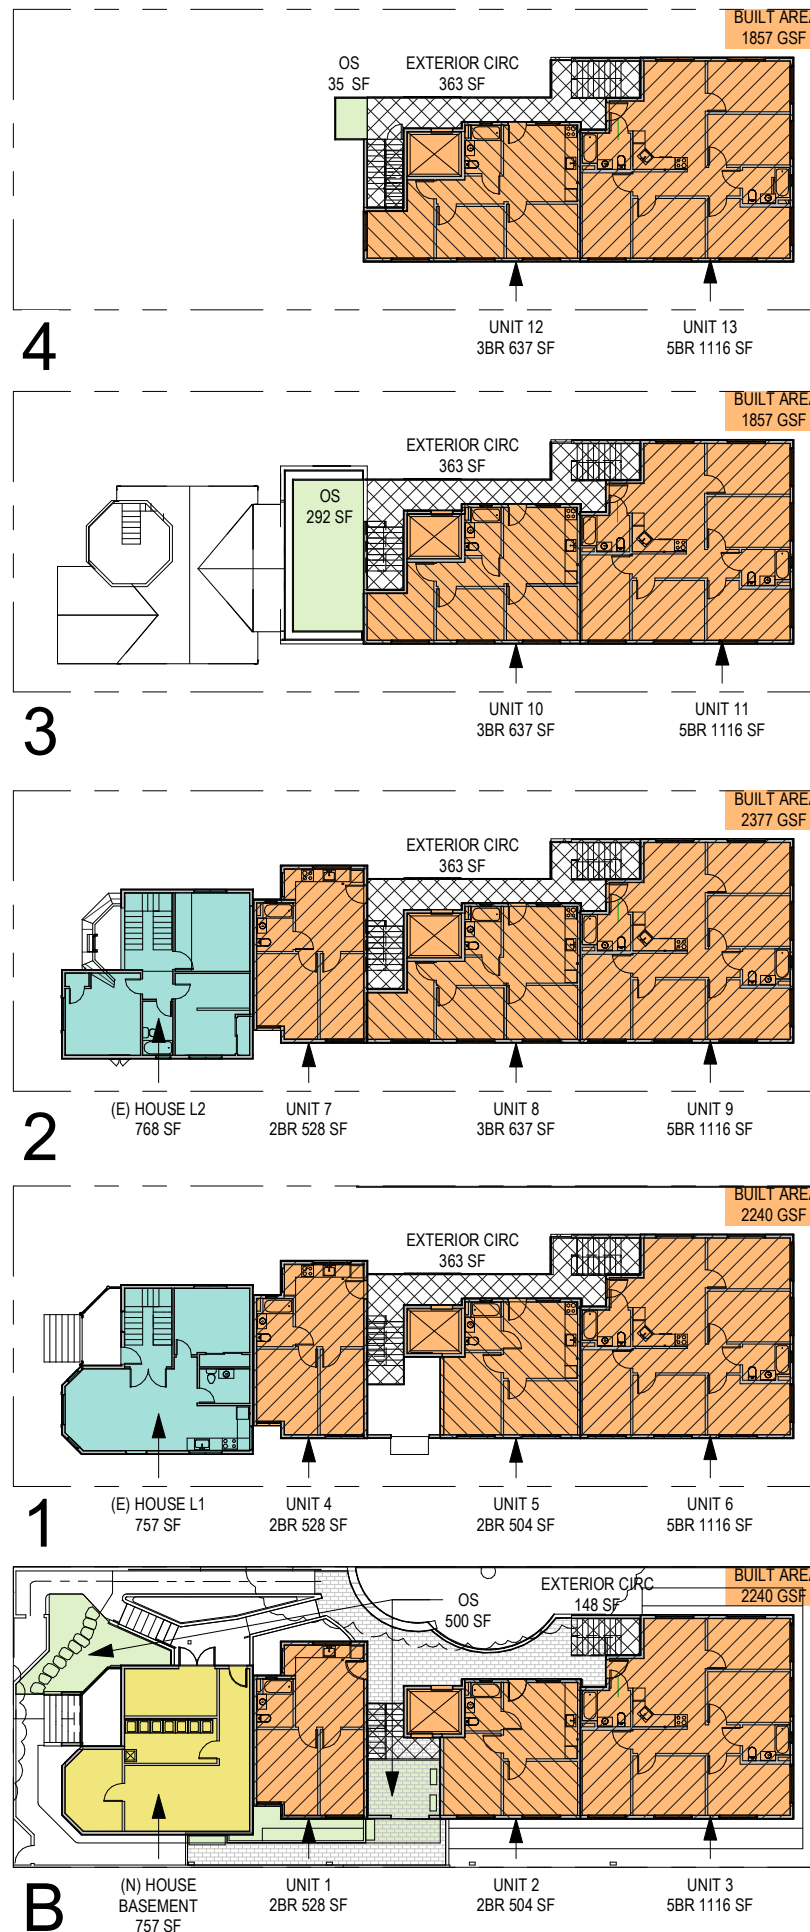 BUILT AREA
1857 GSF
OS
35 SF
EXTERIOR CIRC
363 SF
4
UNIT 12
3BR 637 SF
UNIT 13
5BR 1116 SF
BUILT AREA
1857 GSF
EXTERIOR CIRC
363 SF
OS
292 SF
3
UNIT 10
3BR 637 SF
UNIT 11
5BR 1116 SF
BUILT AREA
2377 GSF
EXTERIOR CIRC
363 SF
2
(E) HOUSE L2
768 SF
UNIT 7
2BR 528 SF
UNIT 8
3BR 637 SF
UNIT 9
5BR 1116 SF
BUILT AREA
2240 GSF
EXTERIOR CIRC
363 SF
1
(E) HOUSE L1
757 SF
UNIT 4
2BR 528 SF
UNIT 5
2BR 504 SF
UNIT 6
5BR 1116 SF
BUILT AREA
2240 GSF
OS
500 SF
EXTERIOR CIRC
148 SF
B
(N) HOUSE
BASEMENT
757 SF
UNIT 1
2BR 528 SF
UNIT 2
2BR 504 SF
UNIT 3
5BR 1116 SF